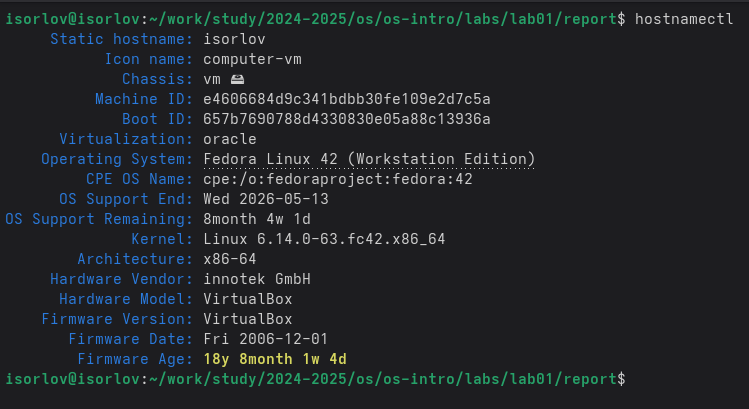 isorlov@isorlov:~/work/study/2024-2025/os/os-intro/labs/lab01/report$ hostnamectl
Static hostname: isorlov
Icon name: computer-vm
Chassis: vm 🖴
Machine ID: e4606684d9c341bdbb30fe109e2d7c5a
Boot ID: 657b7690788d4330830e05a88c13936a
Virtualization: oracle
Operating System: Fedora Linux 42 (Workstation Edition)
CPE OS Name: cpe:/o:fedoraproject:fedora:42
OS Support End: Wed 2026-05-13
OS Support Remaining: 8month 4w 1d
Kernel: Linux 6.14.0-63.fc42.x86_64
Architecture: x86-64
Hardware Vendor: innotek GmbH
Hardware Model: VirtualBox
Firmware Version: VirtualBox
Firmware Date: Fri 2006-12-01
Firmware Age: 18y 8month 1w 4d
isorlov@isorlov:~/work/study/2024-2025/os/os-intro/labs/lab01/report$